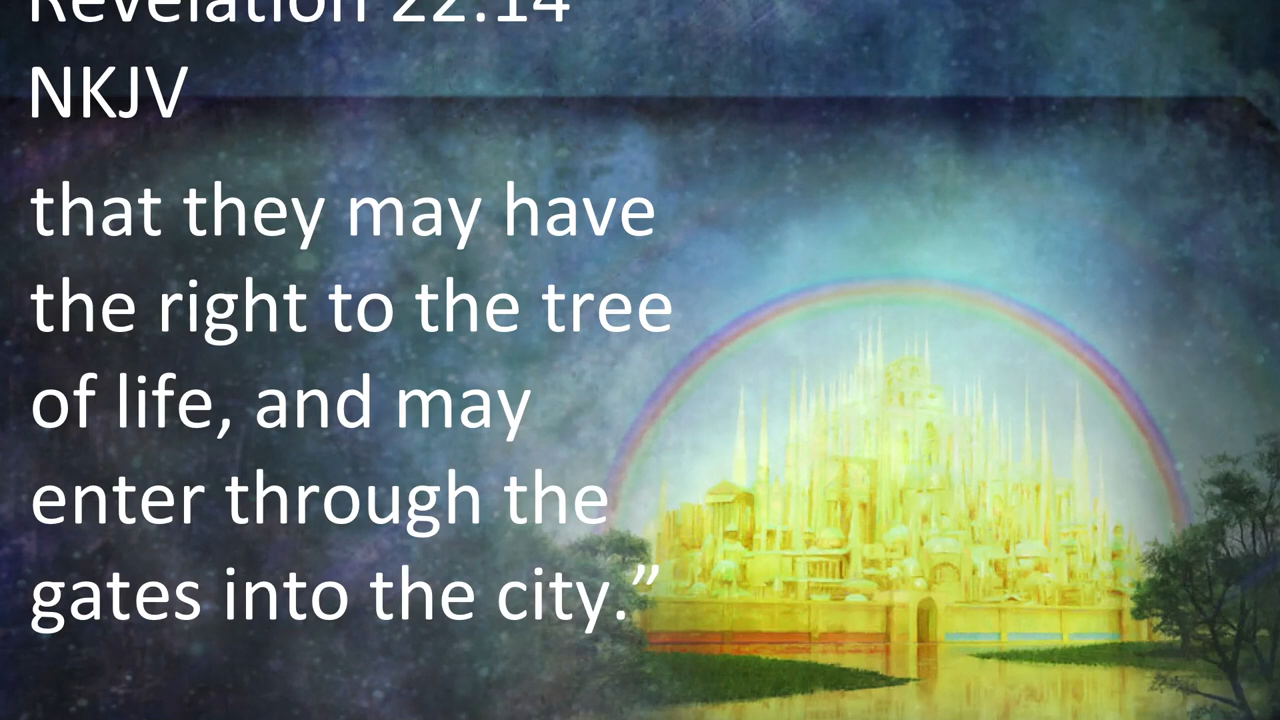 Revelation 22:14
NKJV
that they may have
the right to the tree
of life, and may
enter through the
gates into the city.”